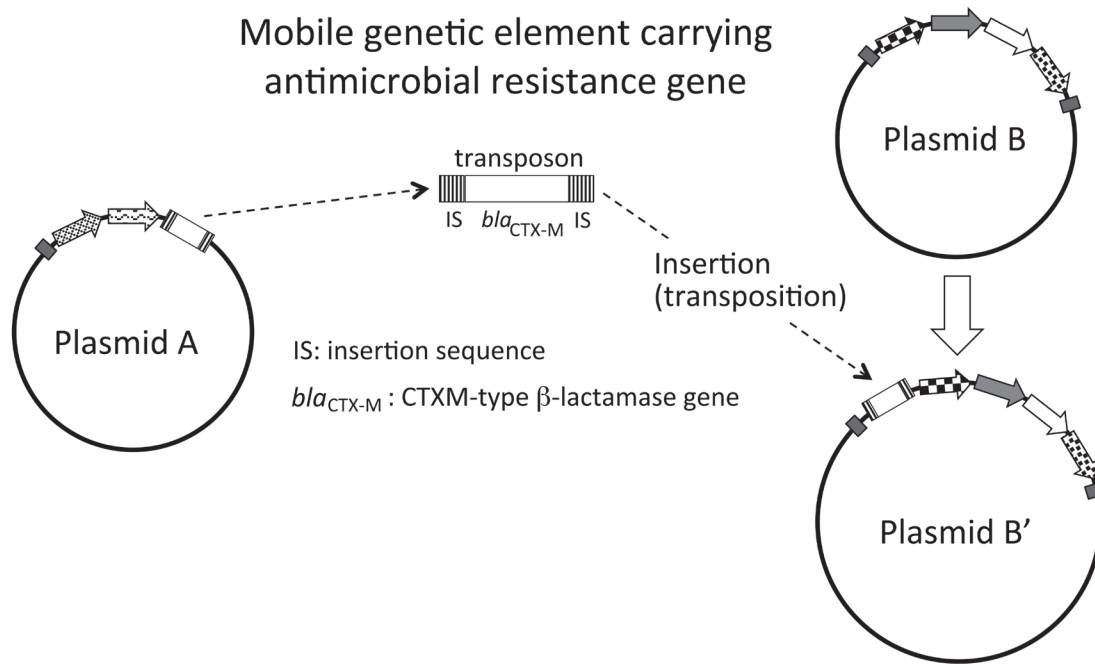 Mobile genetic element carrying
antimicrobial resistance gene
Plasmid B
transposon
IS blaCTX-M IS
Plasmid A
Insertion
(transposition)
IS: insertion sequence
blaCTX-M : CTXM-type β-lactamase gene
Plasmid B’